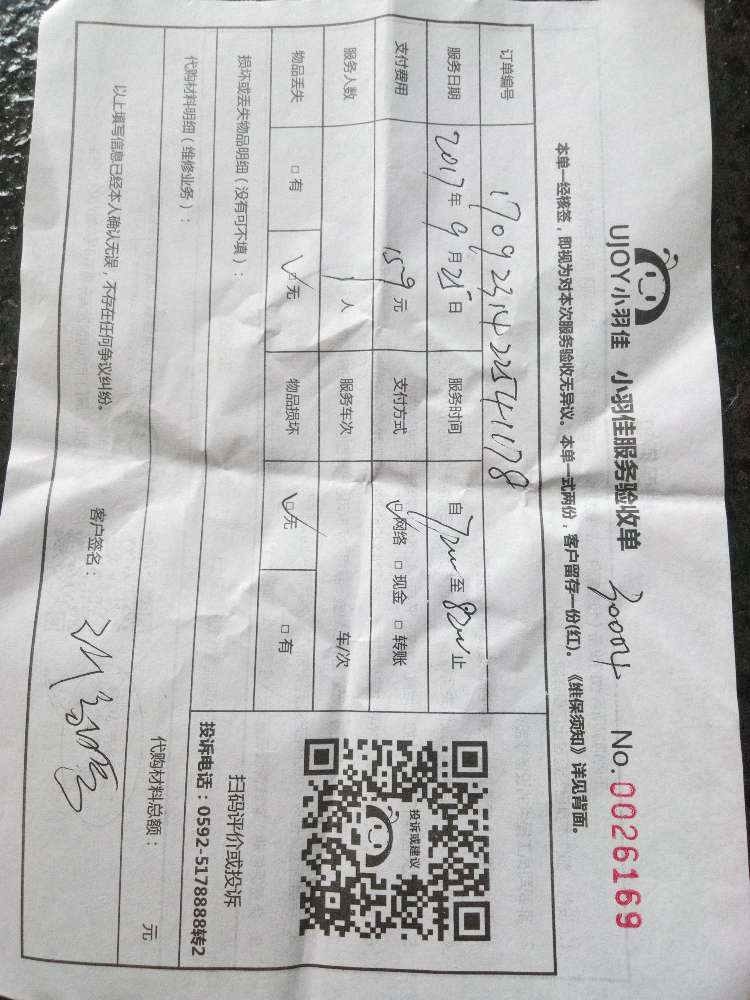 UJOY小羽佳 小羽佳服务验收单 30004 No.0026169
本单一经核签，即视为对本次服务验收无异议。本单一式两份，客户留存一份(红)。《维保须知》详见背面。
订单编号 17092314225541178
服务日期 2017年9月25日 服务时间 自 至 止
支付费用 159元 支付方式 ☑网络 □现金 □转账
服务人数 1人 服务车次 车/次
物品丢失 □有 ☑无 物品损坏 ☑无 □有
损坏或丢失物品明细（没有可不填）：
代购材料明细（维修业务）：
代购材料总额： 元
以上填写信息已经本人确认无误，不存在任何争议纠纷。 客户签名：
投诉或建议
扫码评价或投诉
投诉电话：0592-5178888转2